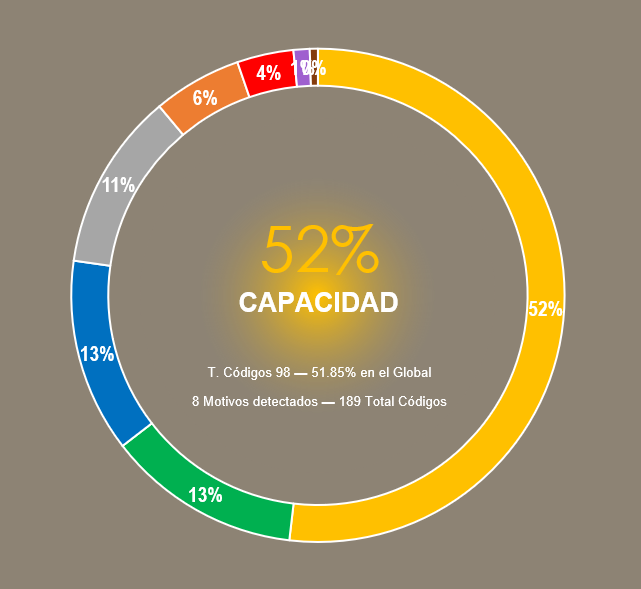 4%
6%
11%
52%
CAPACIDAD
52%
13%
T. Códigos 98 — 51.85% en el Global
8 Motivos detectados — 189 Total Códigos
13%